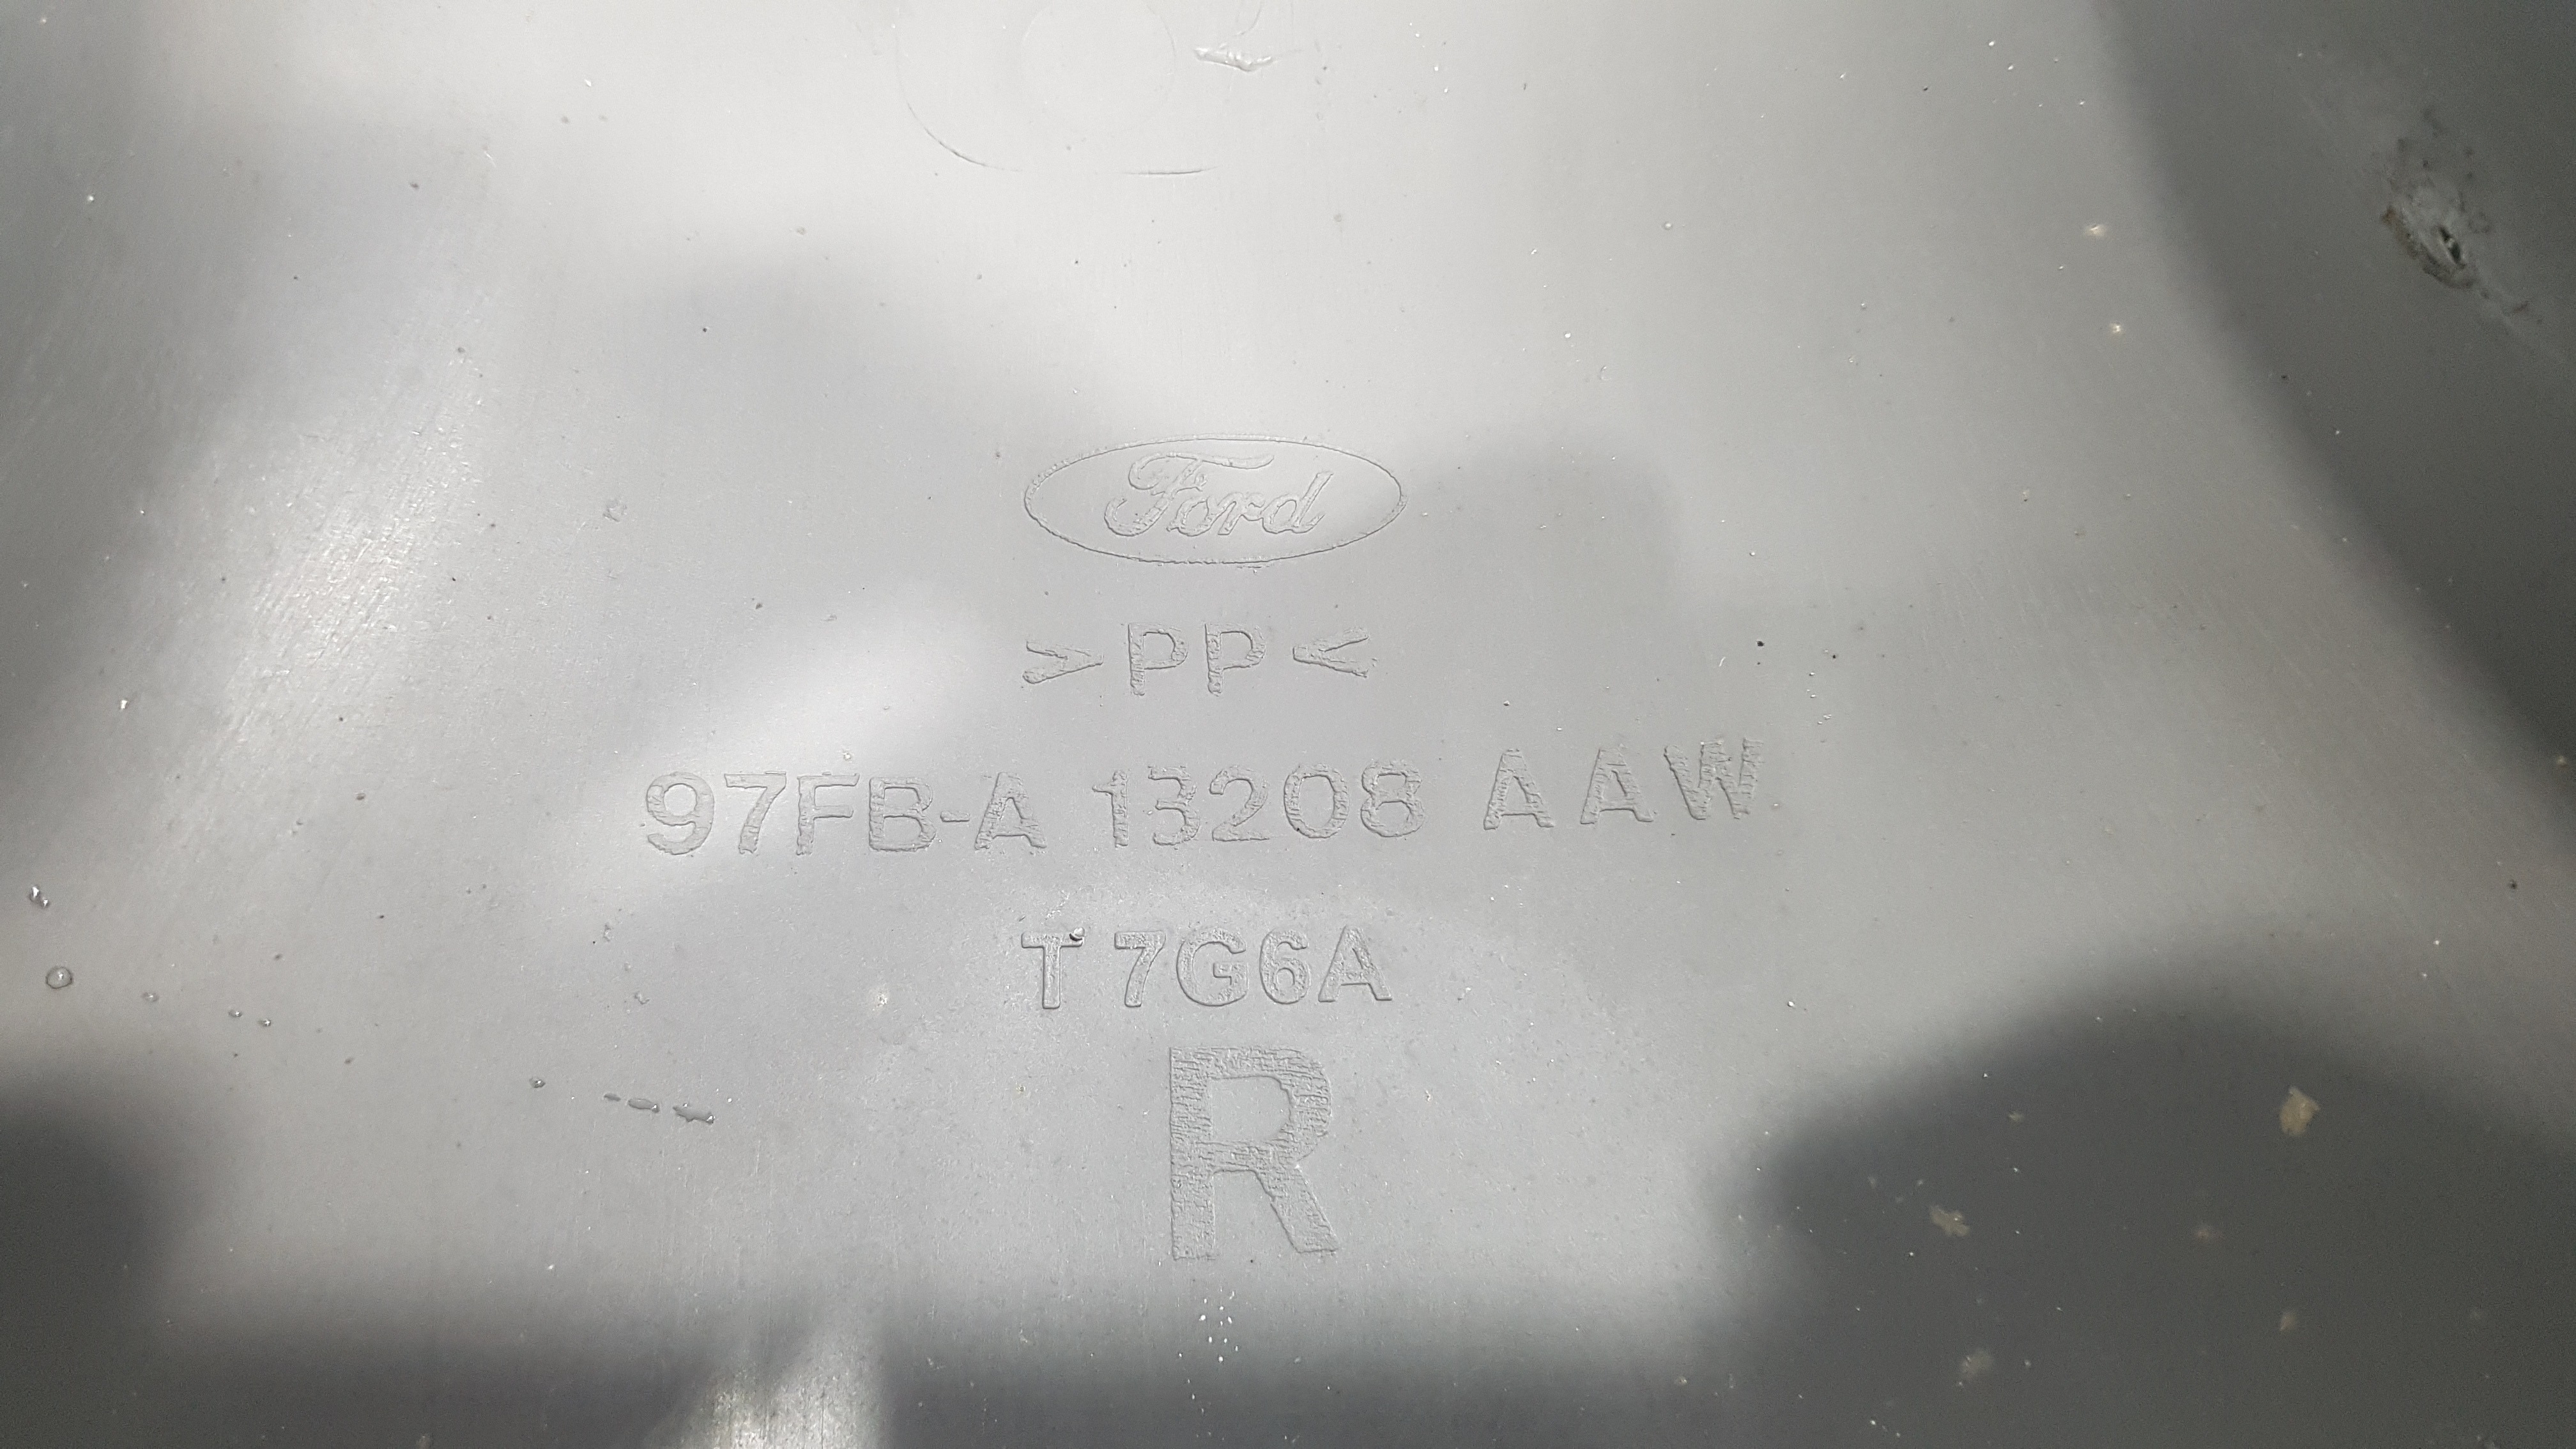 Ford
>PP<
97FB-A 13208 AAW
T 7G6A
R